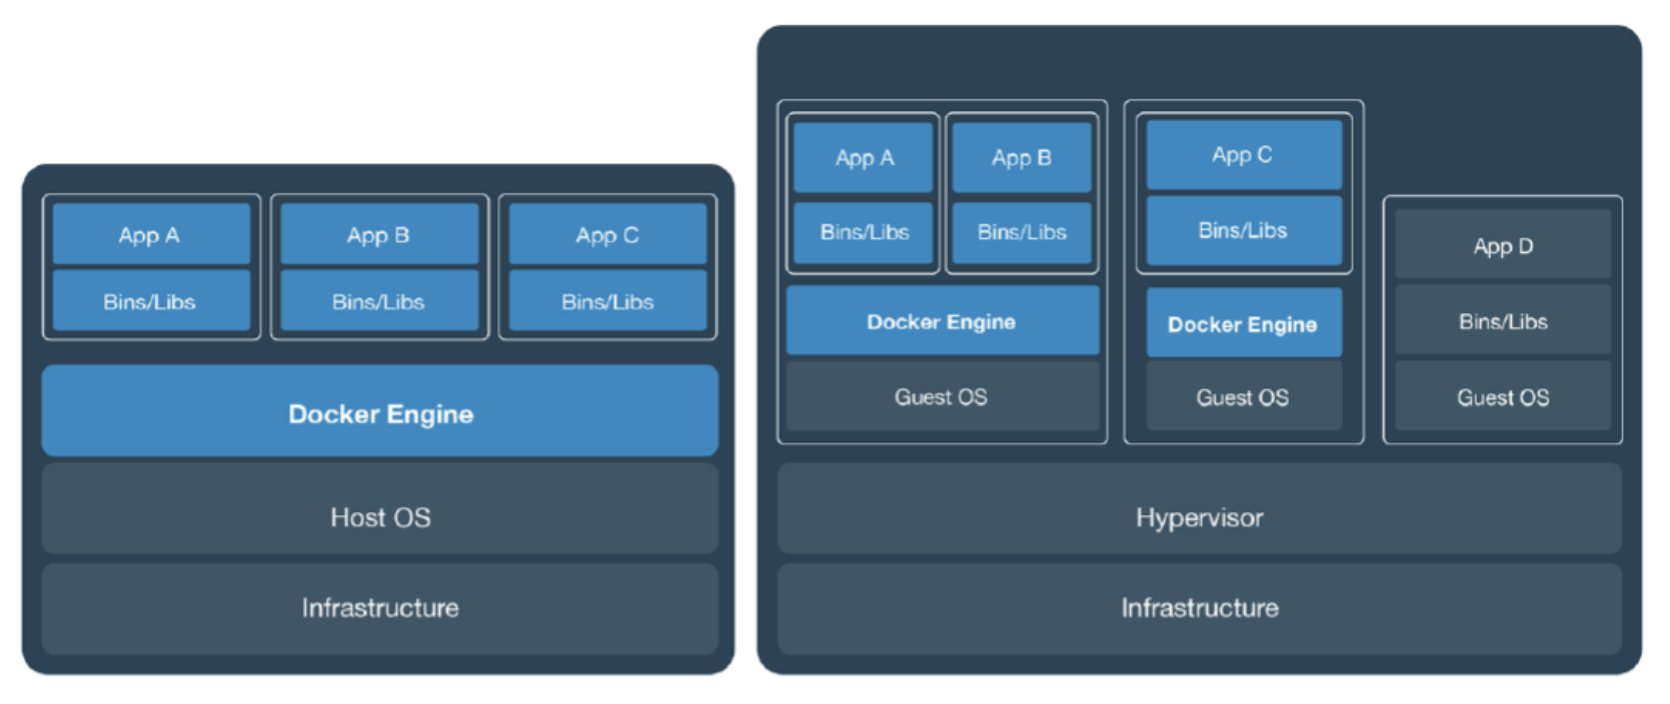 App A
App B
App C
Bins/Libs
Bins/Libs
Bins/Libs
Docker Engine
Host OS
Infrastructure
App A
App B
Bins/Libs
Bins/Libs
Docker Engine
Guest OS
App C
Bins/Libs
Docker Engine
Guest OS
App D
Bins/Libs
Guest OS
Hypervisor
Infrastructure